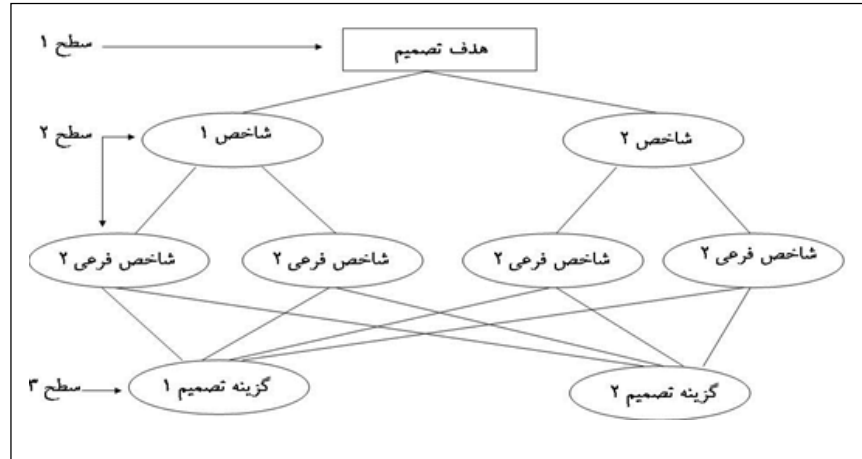 سطح ۱
هدف تصمیم
سطح ۲
شاخص ۱
شاخص ۲
شاخص فرعی ۲
شاخص فرعی ۲
شاخص فرعی ۲
شاخص فرعی ۲
سطح ۳
گزینه تصمیم ۱
گزینه تصمیم ۲